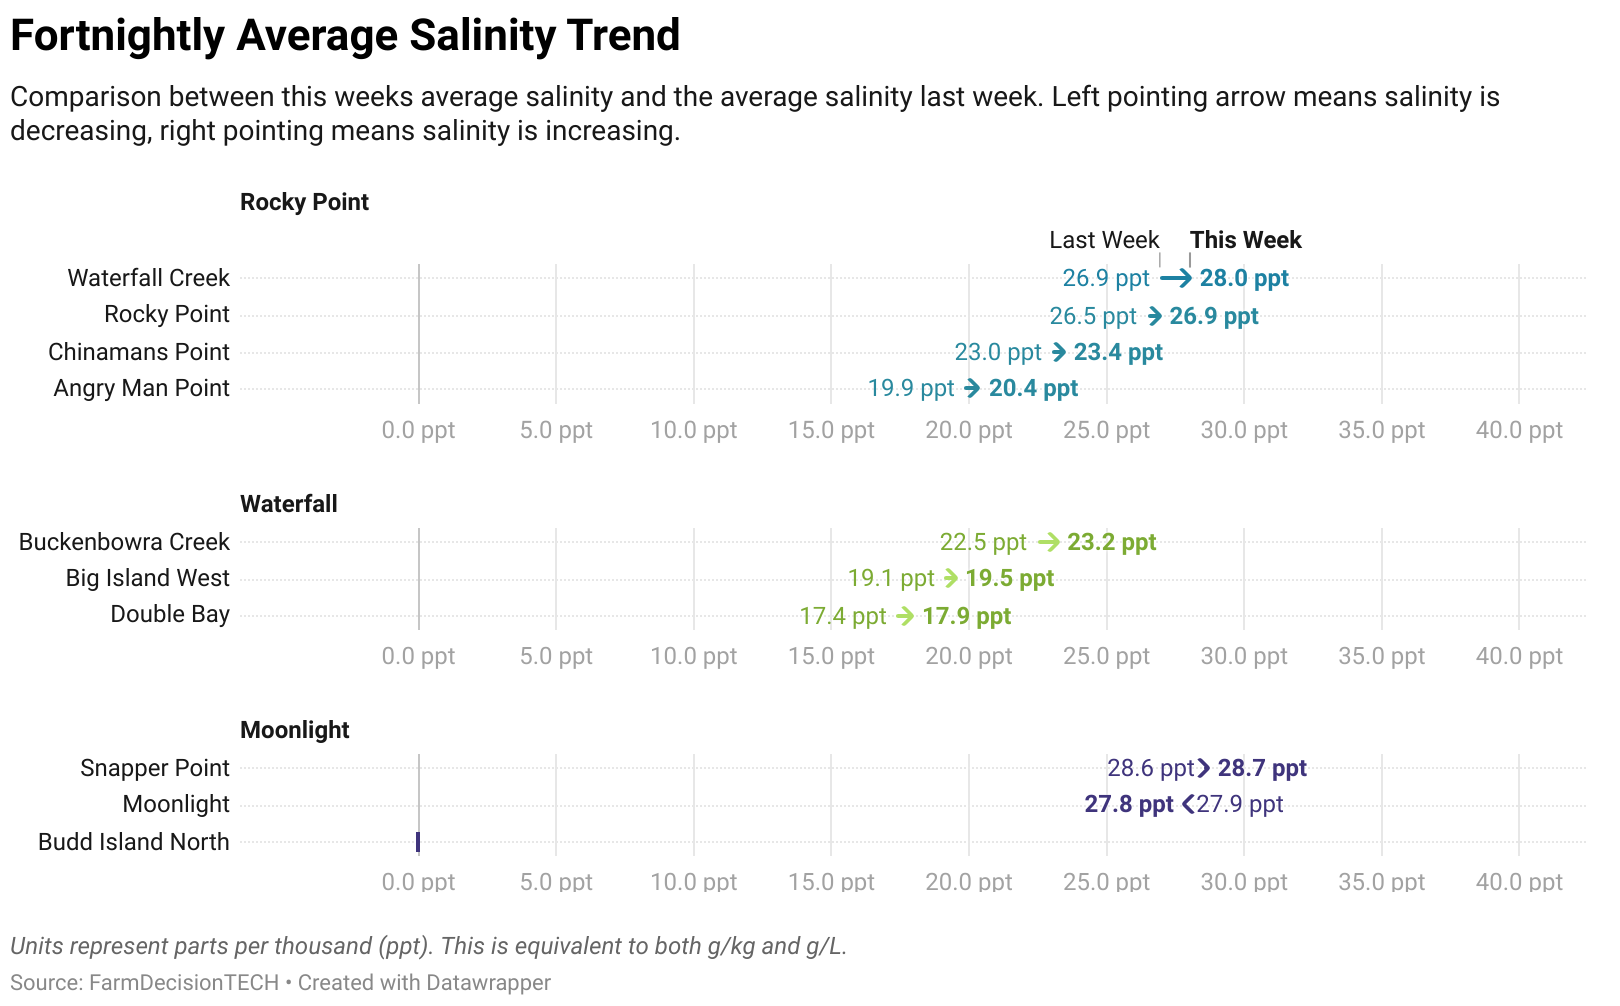 Fortnightly Average Salinity Trend
Comparison between this weeks average salinity and the average salinity last week. Left pointing arrow means salinity is
decreasing, right pointing means salinity is increasing.
Rocky Point
Last Week This Week
Waterfall Creek 26.9 ppt 28.0 ppt
Rocky Point 26.5 ppt 26.9 ppt
Chinamans Point 23.0 ppt 23.4 ppt
Angry Man Point 19.9 ppt 20.4 ppt
0.0 ppt 5.0 ppt 10.0 ppt 15.0 ppt 20.0 ppt 25.0 ppt 30.0 ppt 35.0 ppt 40.0 ppt
Waterfall
Buckenbowra Creek 22.5 ppt 23.2 ppt
Big Island West 19.1 ppt 19.5 ppt
Double Bay 17.4 ppt 17.9 ppt
0.0 ppt 5.0 ppt 10.0 ppt 15.0 ppt 20.0 ppt 25.0 ppt 30.0 ppt 35.0 ppt 40.0 ppt
Moonlight
Snapper Point 28.6 ppt 28.7 ppt
Moonlight 27.8 ppt 27.9 ppt
Budd Island North
0.0 ppt 5.0 ppt 10.0 ppt 15.0 ppt 20.0 ppt 25.0 ppt 30.0 ppt 35.0 ppt 40.0 ppt
Units represent parts per thousand (ppt). This is equivalent to both g/kg and g/L.
Source: FarmDecisionTECH • Created with Datawrapper